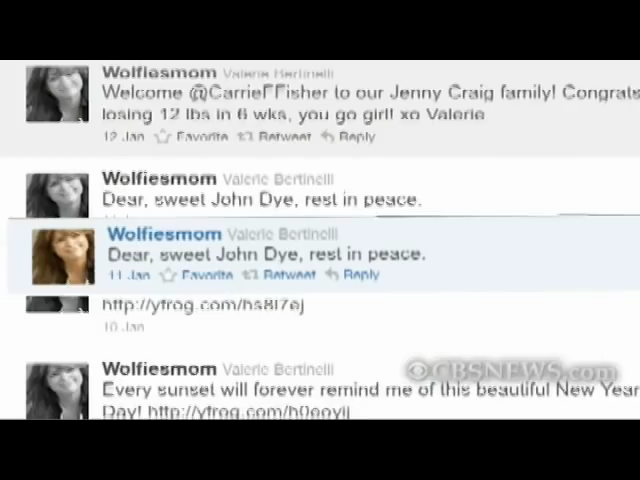 Wolfiesmom Valerie Bertinelli
Welcome @CarrieFFisher to our Jenny Craig family! Congrats
losing 12 lbs in 6 wks, you go girl! xo Valerie
12 Jan Favorite Retweet Reply
Wolfiesmom Valerie Bertinelli
Dear, sweet John Dye, rest in peace.
Wolfiesmom Valerie Bertinelli
Dear, sweet John Dye, rest in peace.
11 Jan Favorite Retweet Reply
10 Jan
Wolfiesmom Valerie Bertinelli
CBSNEWS.com
Every sunset will forever remind me of this beautiful New Year
Day!